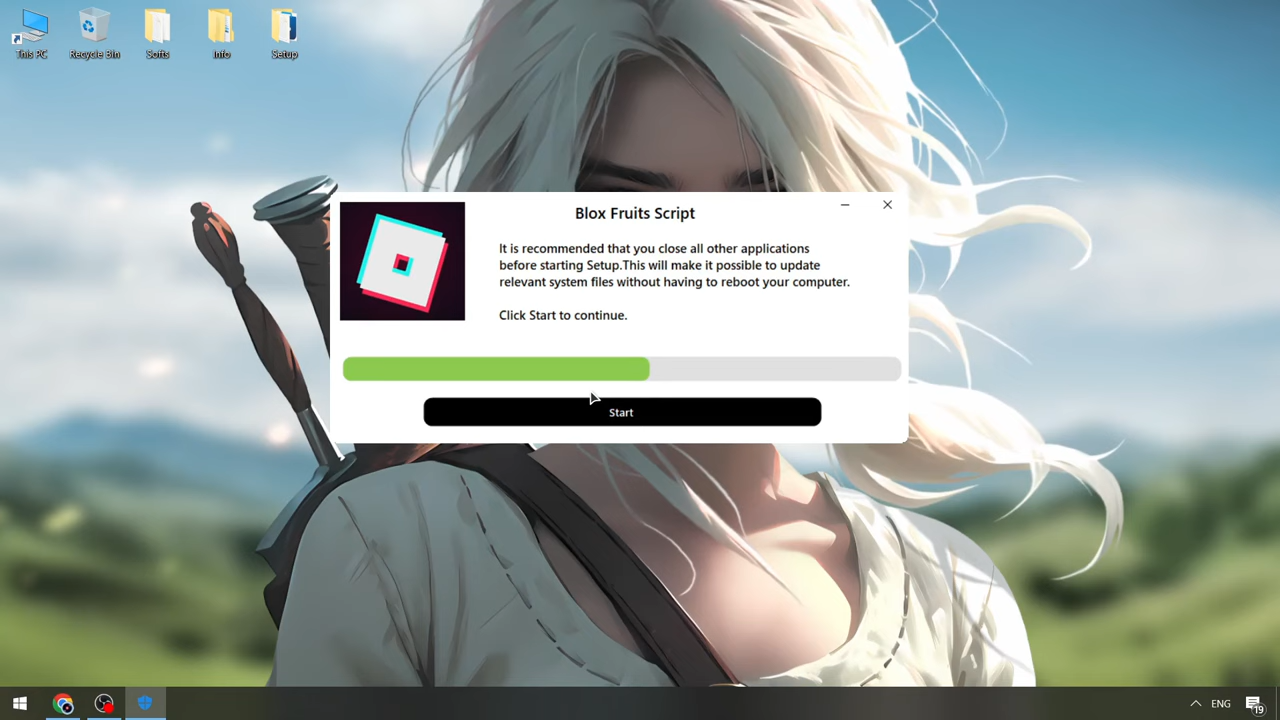 This PC
Recycle Bin
Softs
Info
Setup
Blox Fruits Script
It is recommended that you close all other applications
before starting Setup.This will make it possible to update
relevant system files without having to reboot your computer.
Click Start to continue.
Start
ENG
19